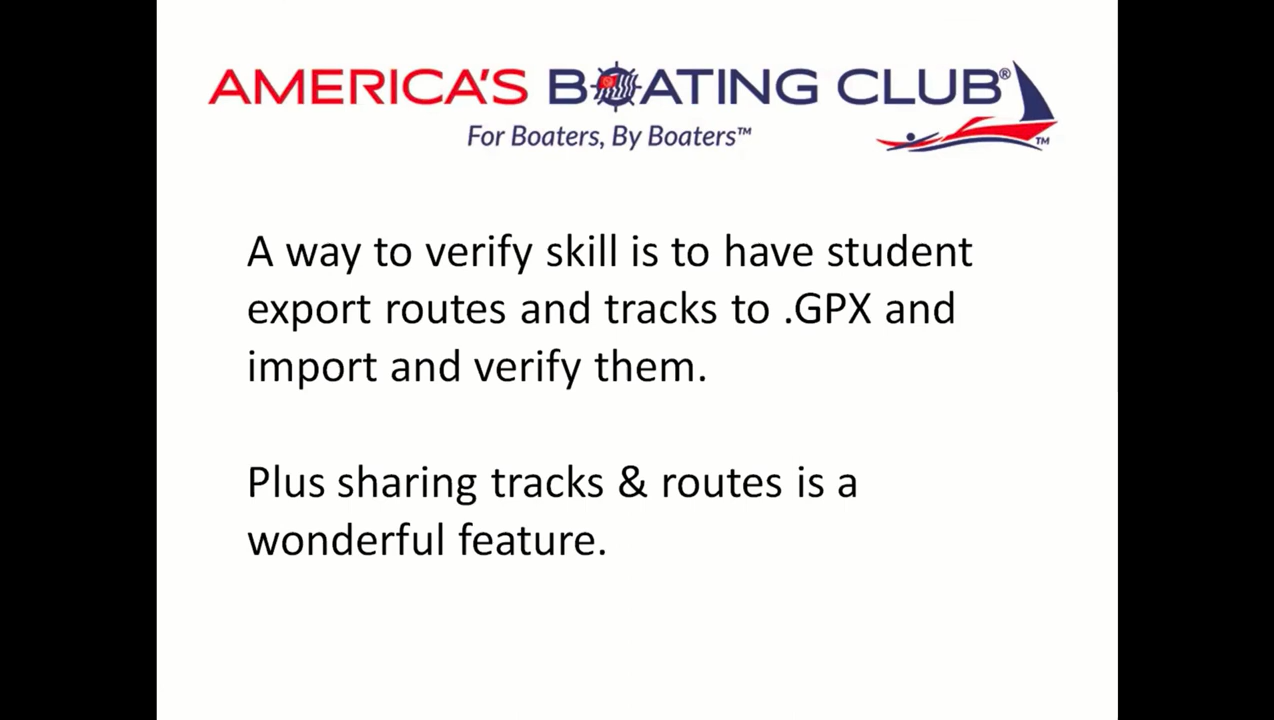 AMERICA'S BOATING CLUB®
For Boaters, By Boaters™
TM
A way to verify skill is to have student
export routes and tracks to .GPX and
import and verify them.
Plus sharing tracks & routes is a
wonderful feature.